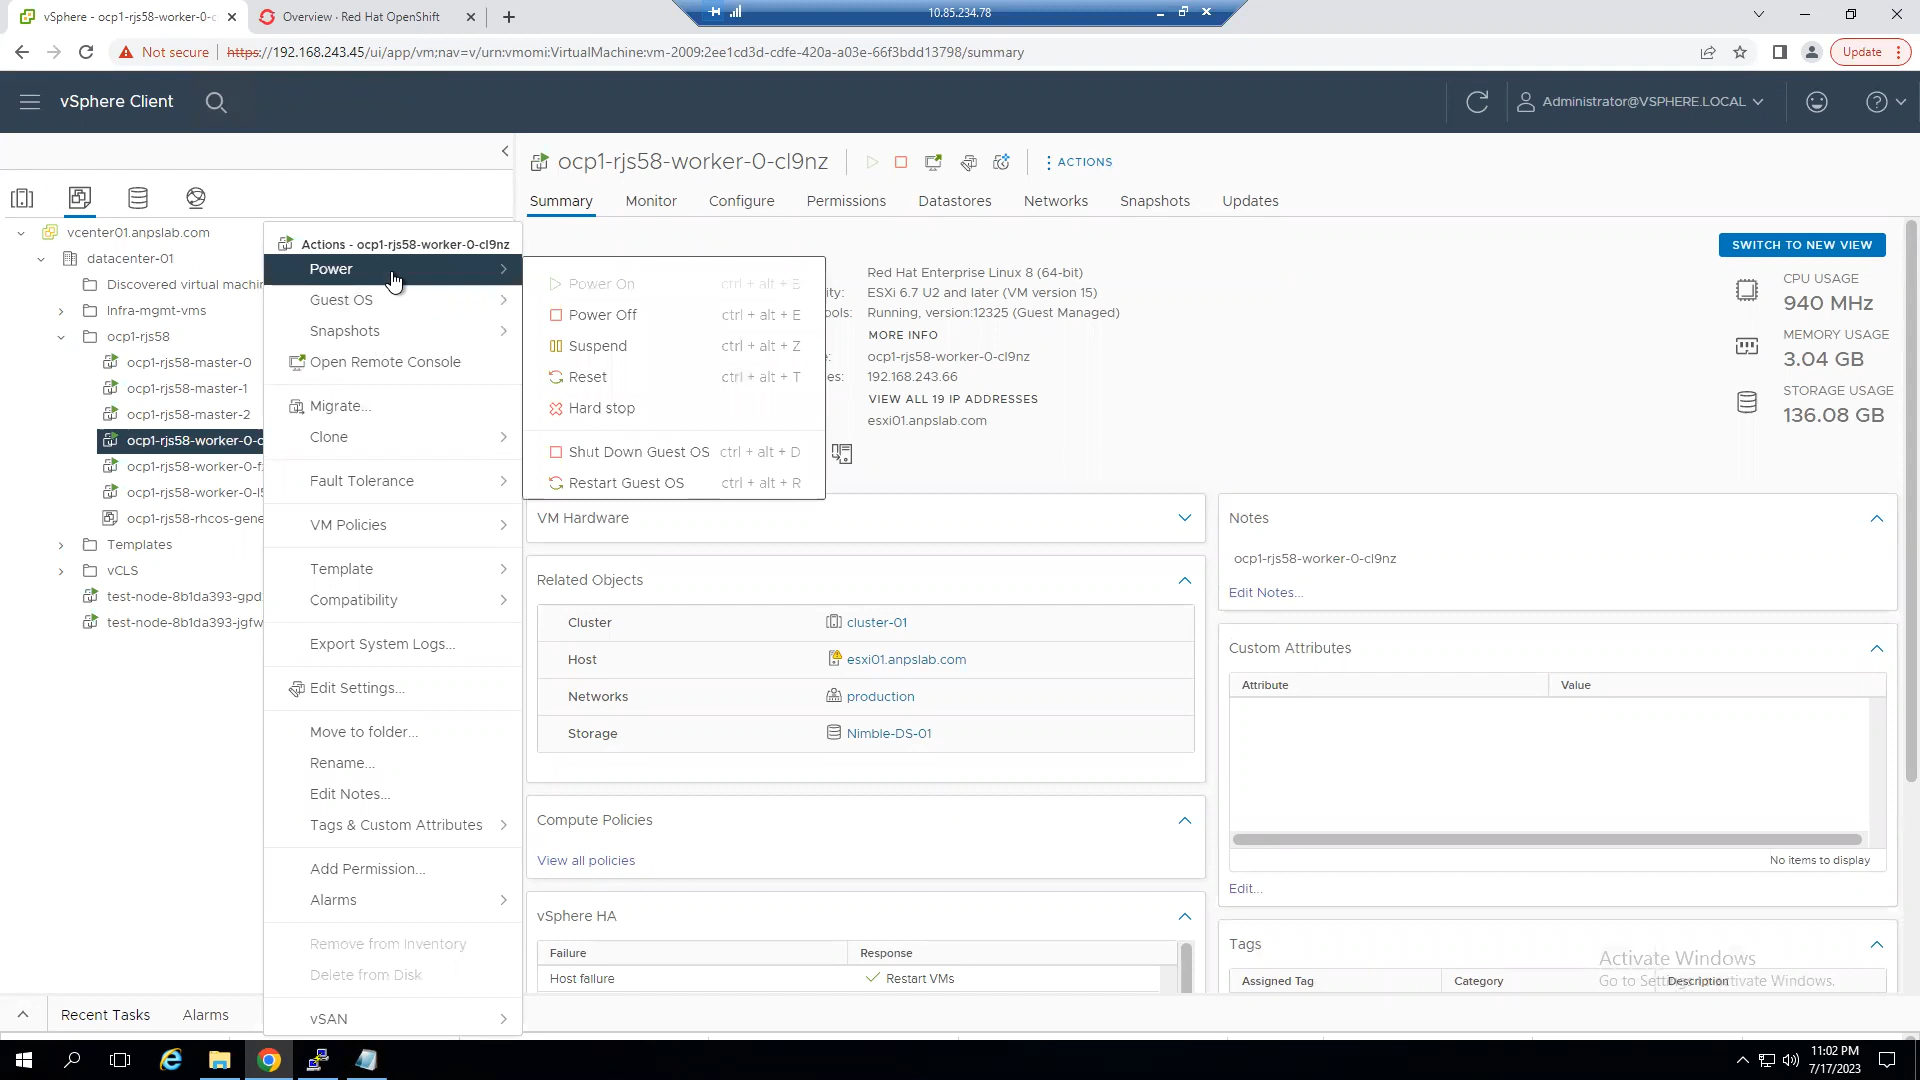 vSphere - ocp1-rjs58-worker-0-c
Overview · Red Hat OpenShift
10.85.234.78
Not secure
https://192.168.243.45/ui/app/vm;nav=v/urn:vmomi:VirtualMachine:vm-2009:2ee1cd3d-cdfe-420a-a03e-66f3bdd13798/summary
Update
vSphere Client
Administrator@VSPHERE.LOCAL
ocp1-rjs58-worker-0-cl9nz
ACTIONS
Summary
Monitor
Configure
Permissions
Datastores
Networks
Snapshots
Updates
vcenter01.anpslab.com
datacenter-01
Discovered virtual machin
Infra-mgmt-vms
ocp1-rjs58
ocp1-rjs58-master-0
ocp1-rjs58-master-1
ocp1-rjs58-master-2
ocp1-rjs58-worker-0-c
ocp1-rjs58-worker-0-f
ocp1-rjs58-worker-0-l5
ocp1-rjs58-rhcos-gene
Templates
vCLS
test-node-8b1da393-gpd
test-node-8b1da393-jgfw
Actions - ocp1-rjs58-worker-0-cl9nz
Power
Guest OS
Snapshots
Open Remote Console
Migrate...
Clone
Fault Tolerance
VM Policies
Template
Compatibility
Export System Logs...
Edit Settings...
Move to folder...
Rename...
Edit Notes...
Tags & Custom Attributes
Add Permission...
Alarms
Remove from Inventory
Delete from Disk
vSAN
Power On ctrl + alt + B
Power Off ctrl + alt + E
Suspend ctrl + alt + Z
Reset ctrl + alt + T
Hard stop
Shut Down Guest OS ctrl + alt + D
Restart Guest OS ctrl + alt + R
Red Hat Enterprise Linux 8 (64-bit)
ity: ESXi 6.7 U2 and later (VM version 15)
ools: Running, version:12325 (Guest Managed)
MORE INFO
e: ocp1-rjs58-worker-0-cl9nz
es: 192.168.243.66
VIEW ALL 19 IP ADDRESSES
esxi01.anpslab.com
SWITCH TO NEW VIEW
CPU USAGE
940 MHz
MEMORY USAGE
3.04 GB
STORAGE USAGE
136.08 GB
VM Hardware
Related Objects
Cluster cluster-01
Host esxi01.anpslab.com
Networks production
Storage Nimble-DS-01
Compute Policies
View all policies
vSphere HA
Failure Response
Host failure Restart VMs
Notes
ocp1-rjs58-worker-0-cl9nz
Edit Notes...
Custom Attributes
Attribute Value
No items to display
Edit...
Tags
Assigned Tag Category Description
Activate Windows
Go to Settings to activate Windows.
Recent Tasks
Alarms
11:02 PM
7/17/2023